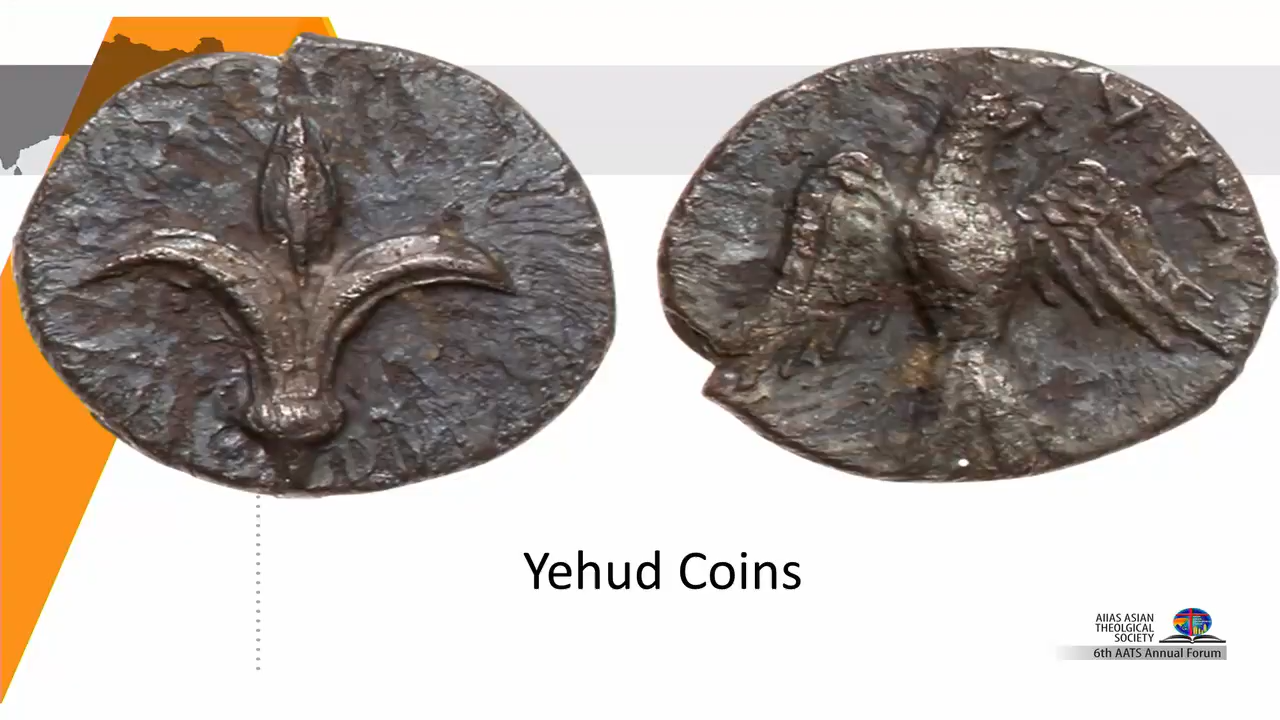 Yehud Coins
AIIAS ASIAN
THEOLGICAL
SOCIETY
6th AATS Annual Forum